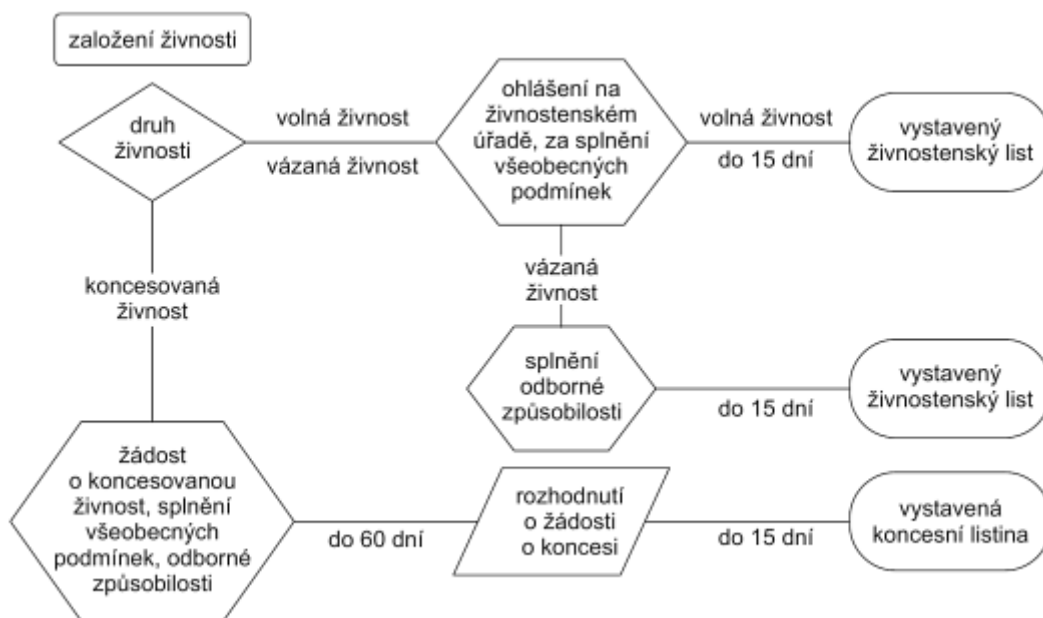 založení živnosti
druh
živnosti
volná živnost
vázaná živnost
ohlášení na
živnostenském
úřadě, za splnění
všeobecných
podmínek
volná živnost
do 15 dní
vystavený
živnostenský list
koncesovaná
živnost
vázaná
živnost
splnění
odborné
způsobilosti
do 15 dní
vystavený
živnostenský list
žádost
o koncesovanou
živnost, splnění
všeobecných
podmínek, odborné
způsobilosti
do 60 dní
rozhodnutí
o žádosti
o koncesi
do 15 dní
vystavená
koncesní listina